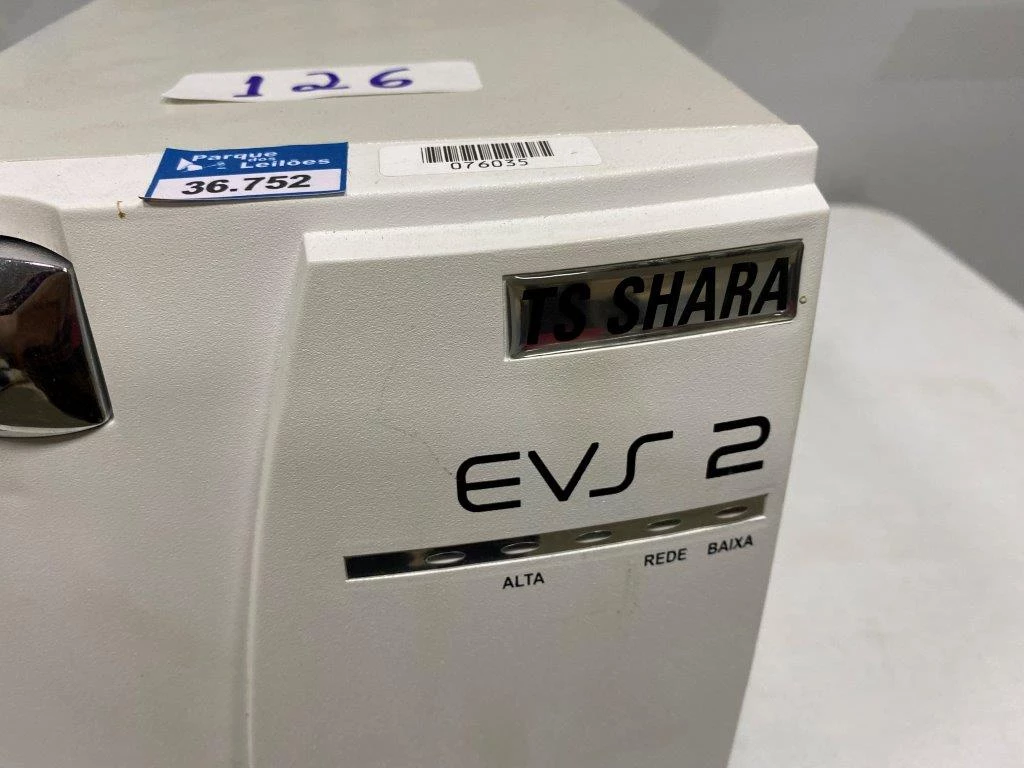 126
Parque
dos
Leilões
36.752
076035
TS SHARA
EVS 2
ALTA
REDE
BAIXA